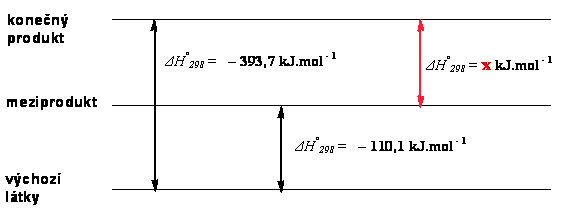 konečný
produkt
ΔH°298 = – 393,7 kJ.mol-1
ΔH°298 = x kJ.mol-1
meziprodukt
ΔH°298 = – 110,1 kJ.mol-1
výchozí
látky